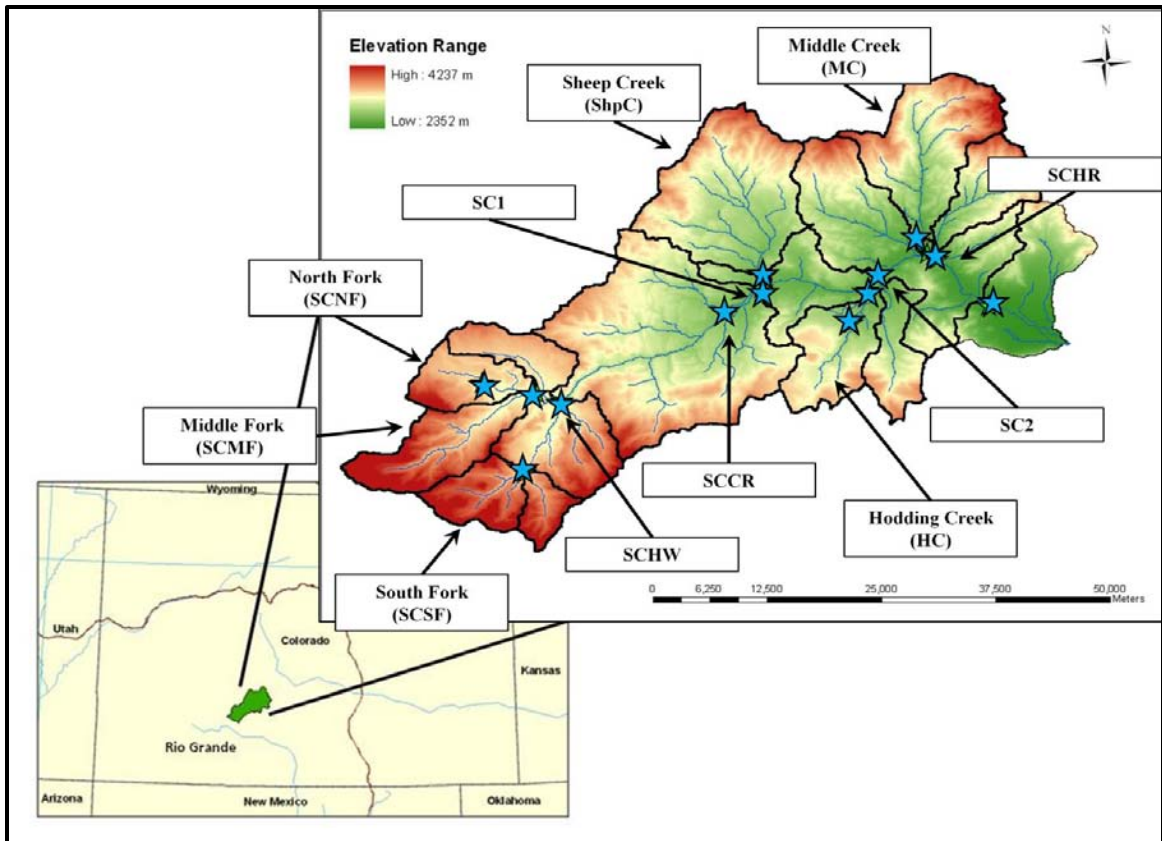 Elevation Range
High : 4237 m
Low : 2352 m
Middle Creek
(MC)
N
Sheep Creek
(ShpC)
SCHR
SC1
North Fork
(SCNF)
Middle Fork
(SCMF)
SC2
SCCR
Hodding Creek
(HC)
SCHW
South Fork
(SCSF)
0 6,250 12,500 25,000 37,500 50,000
Meters
Wyoming
Utah
Colorado
Kansas
Rio Grande
Arizona
New Mexico
Oklahoma